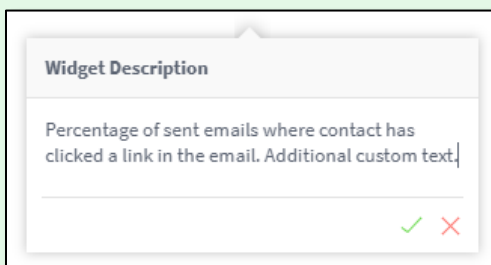 Widget Description
Percentage of sent emails where contact has
clicked a link in the email. Additional custom text.